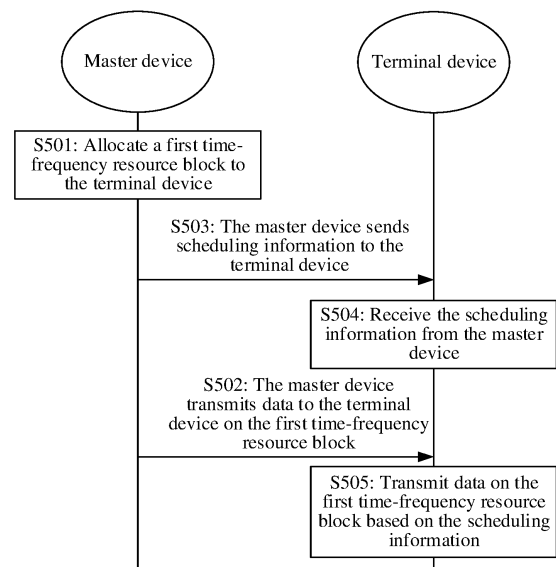 Master device
Terminal device
S501: Allocate a first time-
frequency resource block to
the terminal device
S503: The master device sends
scheduling information to the
terminal device
S504: Receive the scheduling
information from the master
device
S502: The master device
transmits data to the terminal
device on the first time-frequency
resource block
S505: Transmit data on the
first time-frequency resource
block based on the scheduling
information